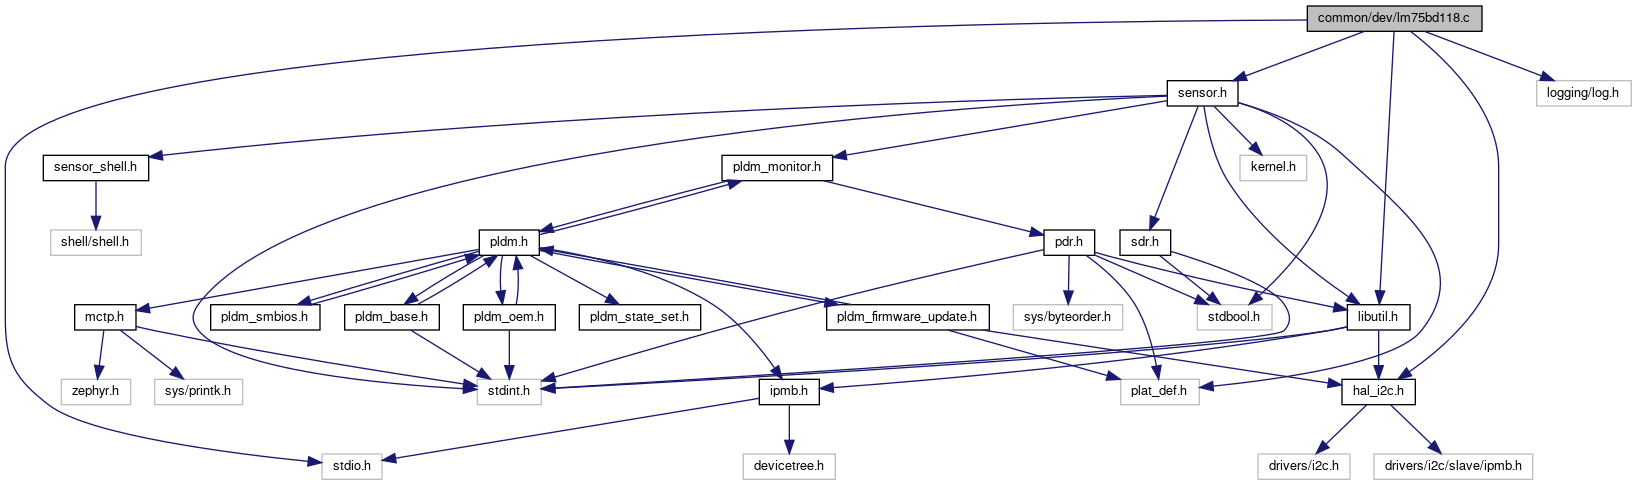 common/dev/lm75bd118.c
sensor.h
logging/log.h
sensor_shell.h
pldm_monitor.h
kernel.h
shell/shell.h
pldm.h
pdr.h
sdr.h
mctp.h
pldm_smbios.h
pldm_base.h
pldm_oem.h
pldm_state_set.h
pldm_firmware_update.h
sys/byteorder.h
stdbool.h
libutil.h
zephyr.h
sys/printk.h
stdint.h
ipmb.h
plat_def.h
hal_i2c.h
stdio.h
devicetree.h
drivers/i2c.h
drivers/i2c/slave/ipmb.h